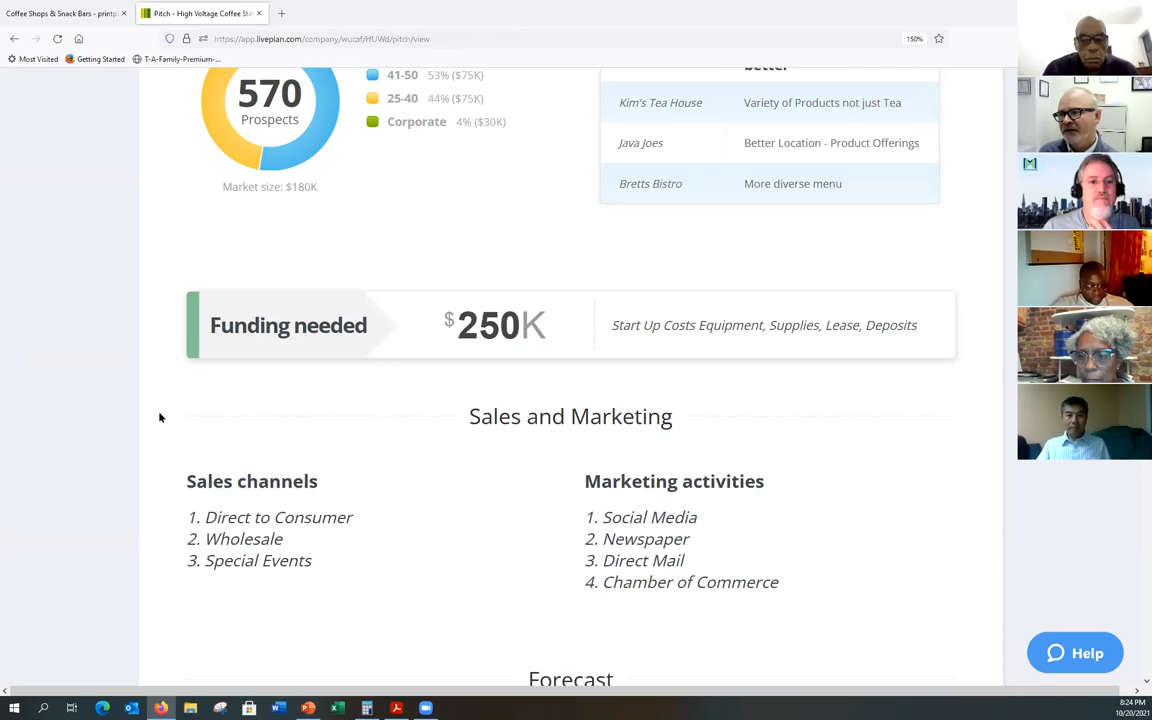 Coffee Shops & Snack Bars - printp
Pitch - High Voltage Coffee Sta
https://app.liveplan.com/company/wucaf/HUWd/pitch/view
150%
Most Visited
Getting Started
T-A-Family-Premium-...
570
Prospects
Market size: $180K
41-50 53% ($75K)
25-40 44% ($75K)
Corporate 4% ($30K)
better
Kim's Tea House Variety of Products not just Tea
Java Joes Better Location - Product Offerings
Bretts Bistro More diverse menu
Funding needed
$250K
Start Up Costs Equipment, Supplies, Lease, Deposits
Sales and Marketing
Sales channels
1. Direct to Consumer
2. Wholesale
3. Special Events
Marketing activities
1. Social Media
2. Newspaper
3. Direct Mail
4. Chamber of Commerce
Forecast
Help
8:24 PM
10/20/2021